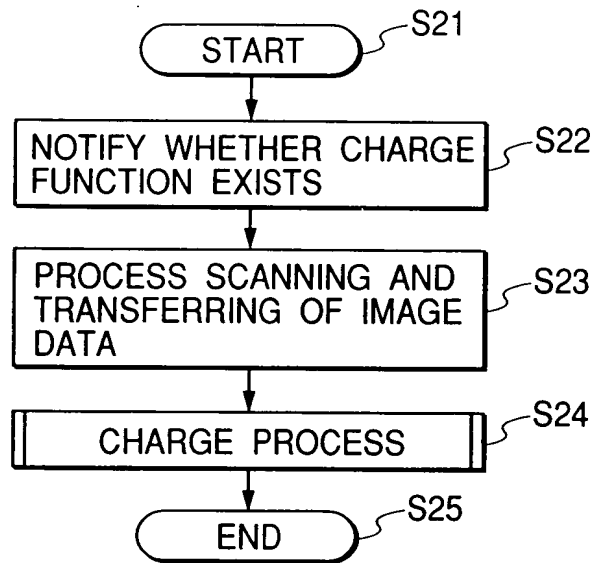 S21
START
NOTIFY WHETHER CHARGE
FUNCTION EXISTS
S22
PROCESS SCANNING AND
TRANSFERRING OF IMAGE
DATA
S23
CHARGE PROCESS
S24
END
S25